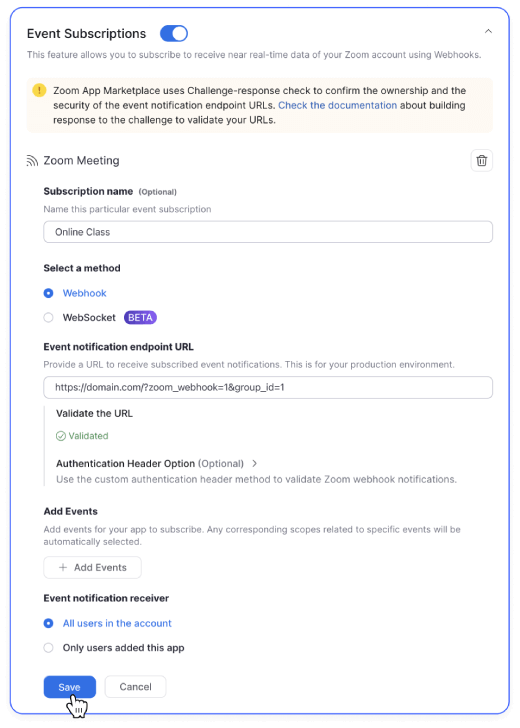 Event Subscriptions
This feature allows you to subscribe to receive near real-time data of your Zoom account using Webhooks.
! Zoom App Marketplace uses Challenge-response check to confirm the ownership and the
security of the event notification endpoint URLs. Check the documentation about building
response to the challenge to validate your URLs.
Zoom Meeting
Subscription name (Optional)
Name this particular event subscription
Online Class
Select a method
Webhook
WebSocket BETA
Event notification endpoint URL
Provide a URL to receive subscribed event notifications. This is for your production environment.
https://domain.com/?zoom_webhook=1&group_id=1
Validate the URL
Validated
Authentication Header Option (Optional) >
Use the custom authentication header method to validate Zoom webhook notifications.
Add Events
Add events for your app to subscribe. Any corresponding scopes related to specific events will be
automatically selected.
+ Add Events
Event notification receiver
All users in the account
Only users added this app
Save Cancel